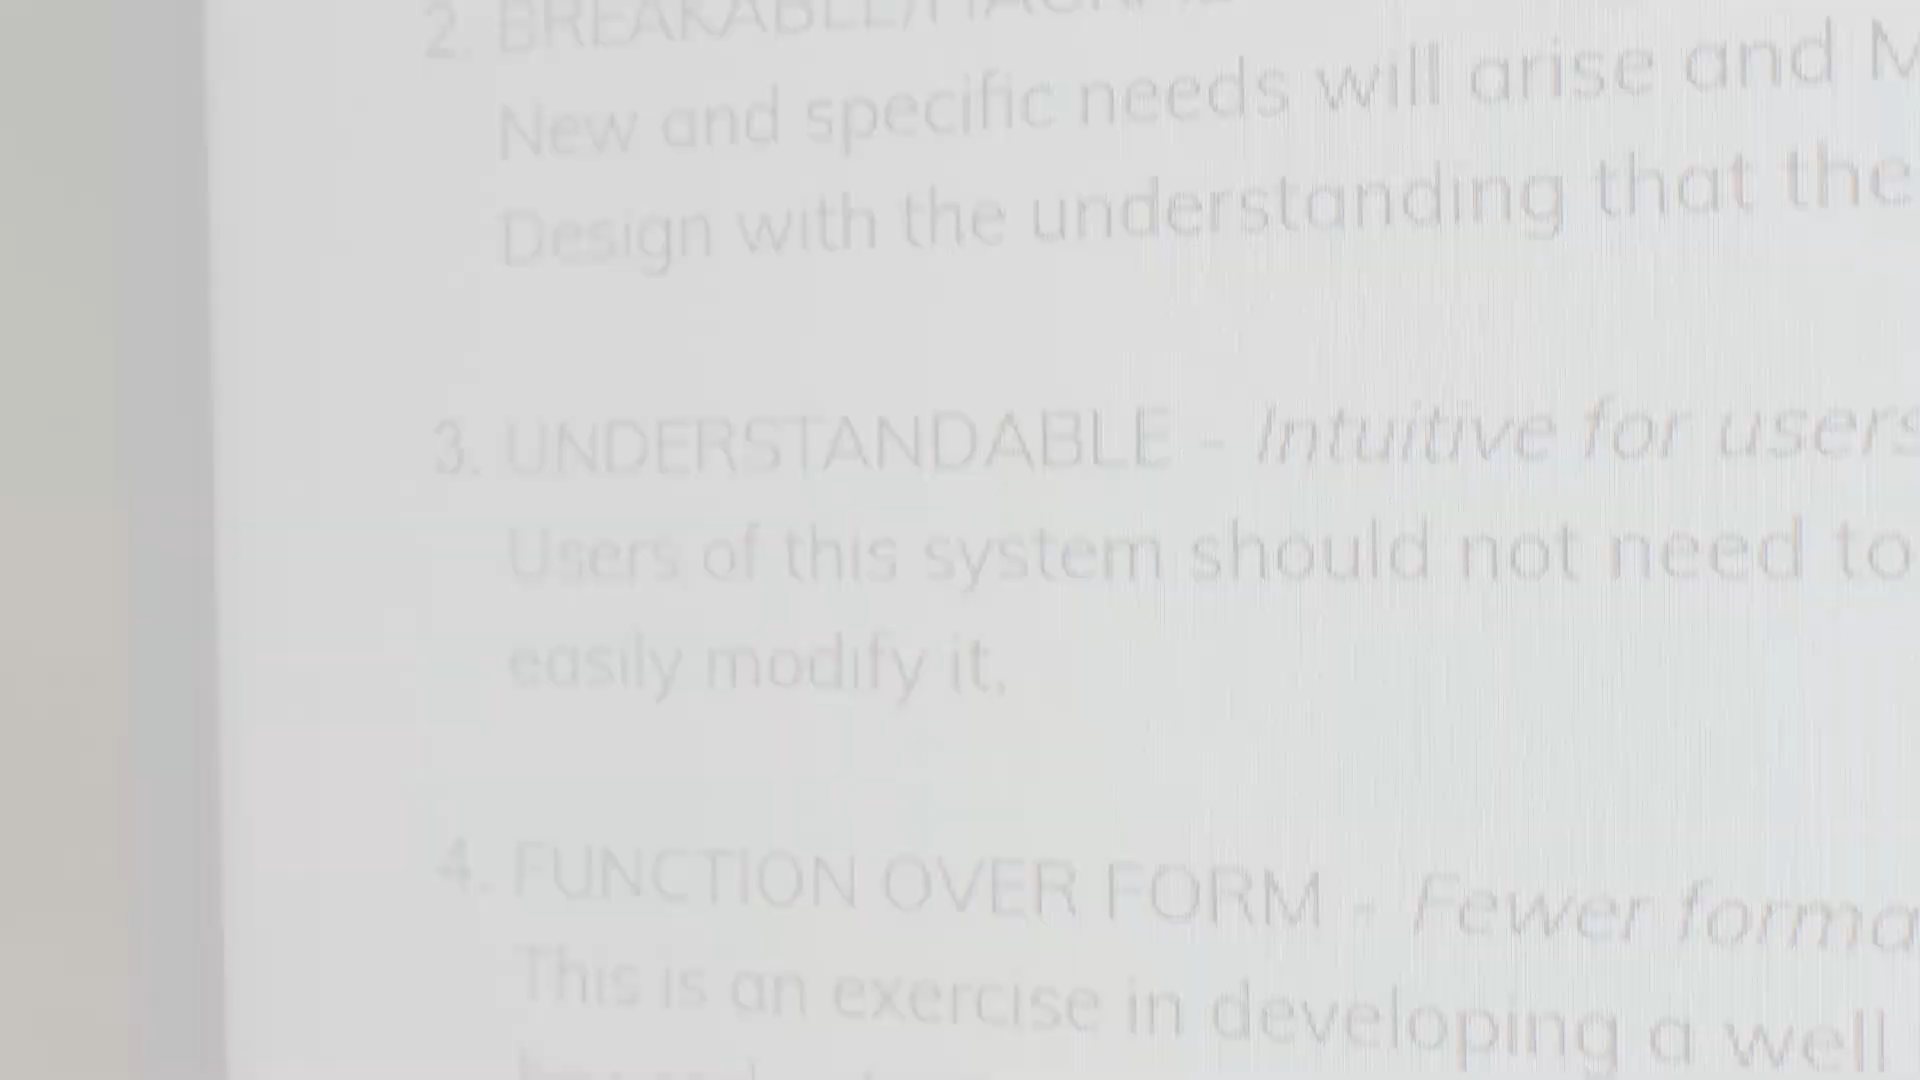 2. BREAKABLE/
New and specific needs will arise and M
Design with the understanding that the
3. UNDERSTANDABLE - Intuitive for users
Users of this system should not need to
easily modify it.
4. FUNCTION OVER FORM - Fewer forma
This is an exercise in developing a well